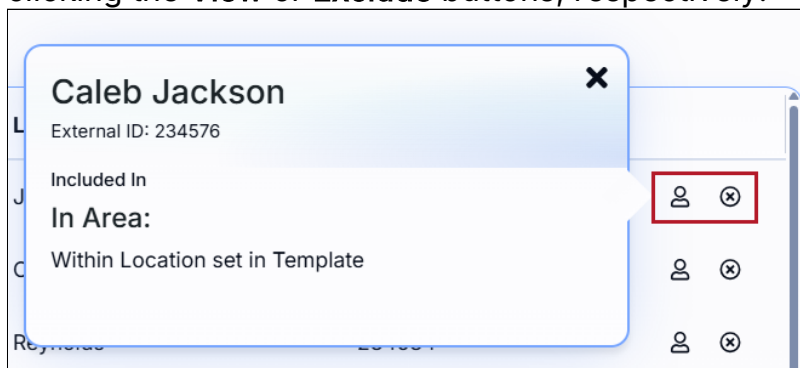 clicking the View or Exclude buttons, respectively.
Caleb Jackson
External ID: 234576
Included In
In Area:
Within Location set in Template